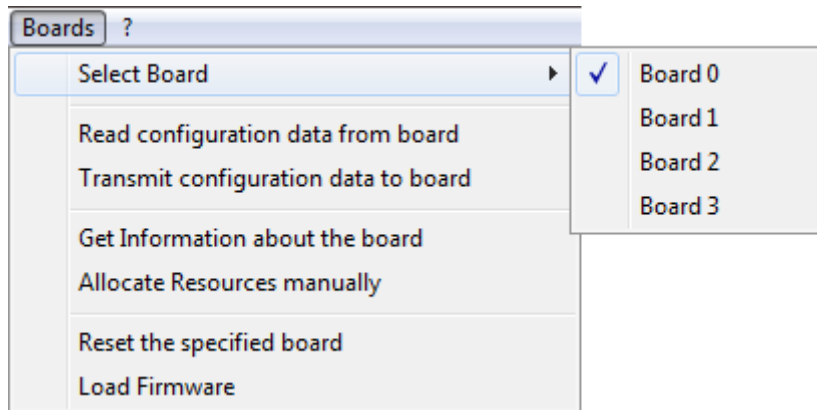 Boards ?
Select Board
Board 0
Board 1
Board 2
Board 3
Read configuration data from board
Transmit configuration data to board
Get Information about the board
Allocate Resources manually
Reset the specified board
Load Firmware